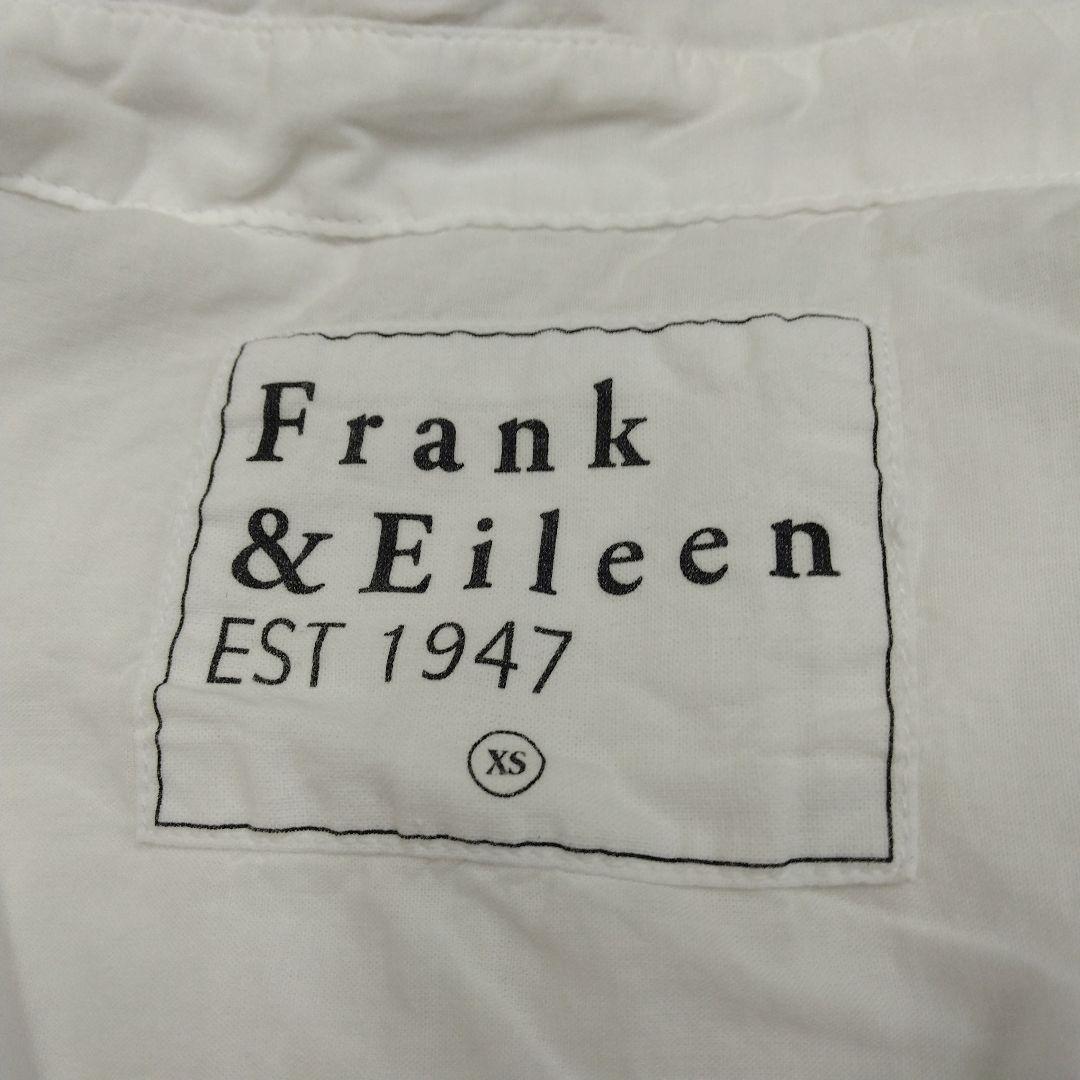 Frank
& Eileen
EST 1947
XS